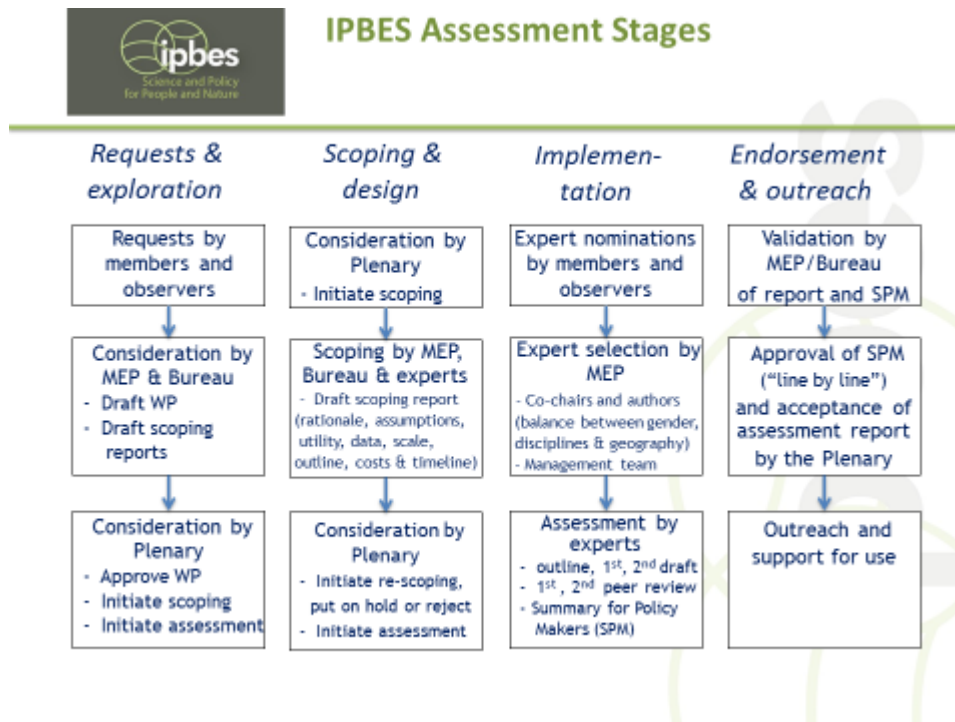 ipbes
Science and Policy
for People and Nature
IPBES Assessment Stages
Requests &
exploration
Requests by
members and
observers
Consideration by
MEP & Bureau
- Draft WP
- Draft scoping
reports
Consideration by
Plenary
- Approve WP
- Initiate scoping
- Initiate assessment
Scoping &
design
Consideration by
Plenary
- Initiate scoping
Scoping by MEP,
Bureau & experts
- Draft scoping report
(rationale, assumptions,
utility, data, scale,
outline, costs & timeline)
Consideration by
Plenary
- Initiate re-scoping,
put on hold or reject
- Initiate assessment
Implemen-
tation
Expert nominations
by members and
observers
Expert selection by
MEP
- Co-chairs and authors
(balance between gender,
disciplines & geography)
- Management team
Assessment by
experts
- outline, 1st, 2nd draft
- 1st, 2nd peer review
- Summary for Policy
Makers (SPM)
Endorsement
& outreach
Validation by
MEP/Bureau
of report and SPM
Approval of SPM
(“line by line”)
and acceptance of
assessment report
by the Plenary
Outreach and
support for use